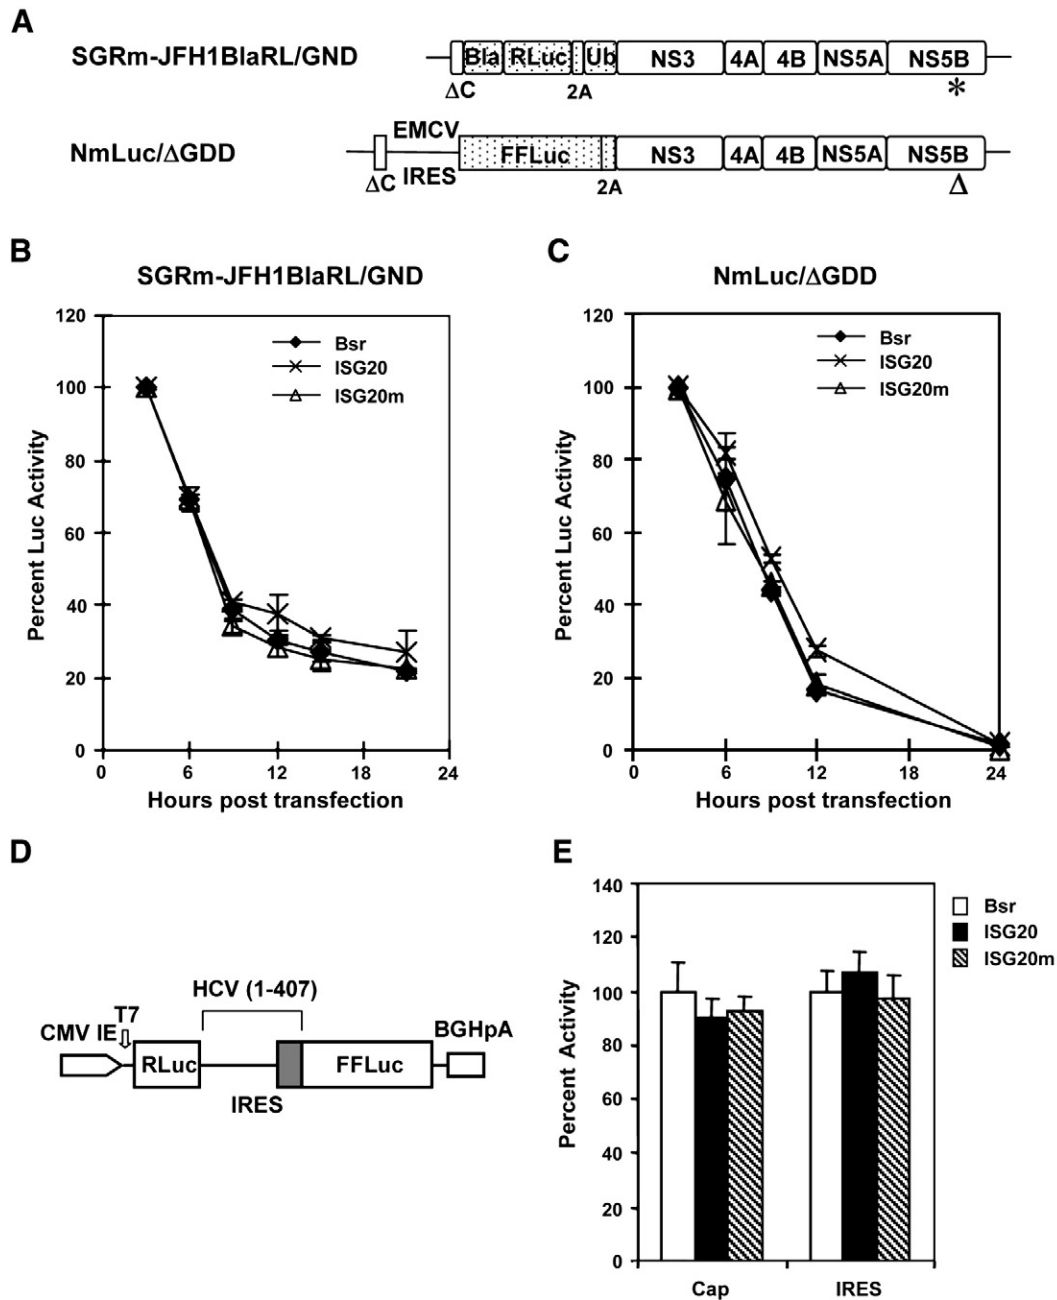 A
SGRm-JFH1BlaRL/GND
Bla RLuc Ub NS3 4A 4B NS5A NS5B
ΔC 2A *
NmLuc/ΔGDD
EMCV
FFLuc NS3 4A 4B NS5A NS5B
ΔC IRES 2A Δ
B
SGRm-JFH1BlaRL/GND
120
100
80
60
40
20
0
Percent Luc Activity
Bsr
ISG20
ISG20m
0 6 12 18 24
Hours post transfection
C
NmLuc/ΔGDD
120
100
80
60
40
20
0
Percent Luc Activity
Bsr
ISG20
ISG20m
0 6 12 18 24
Hours post transfection
D
HCV (1-407)
T7
CMV IE
BGHpA
RLuc FFLuc
IRES
E
140
120
100
80
60
40
20
0
Percent Activity
Bsr
ISG20
ISG20m
Cap IRES